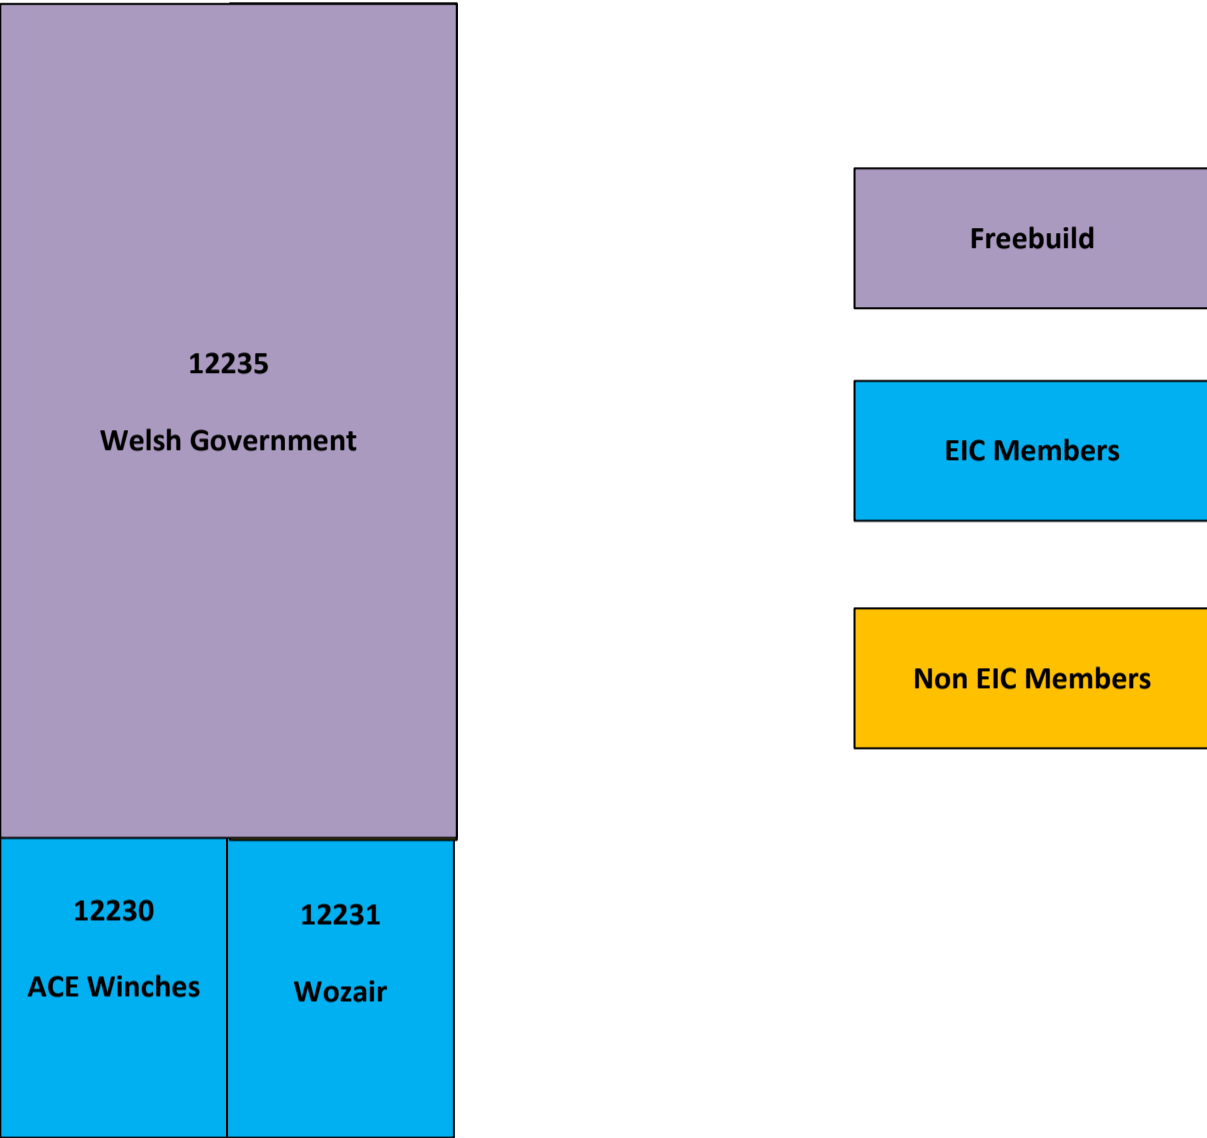 12235
Welsh Government
12230
ACE Winches
12231
Wozair
Freebuild
EIC Members
Non EIC Members